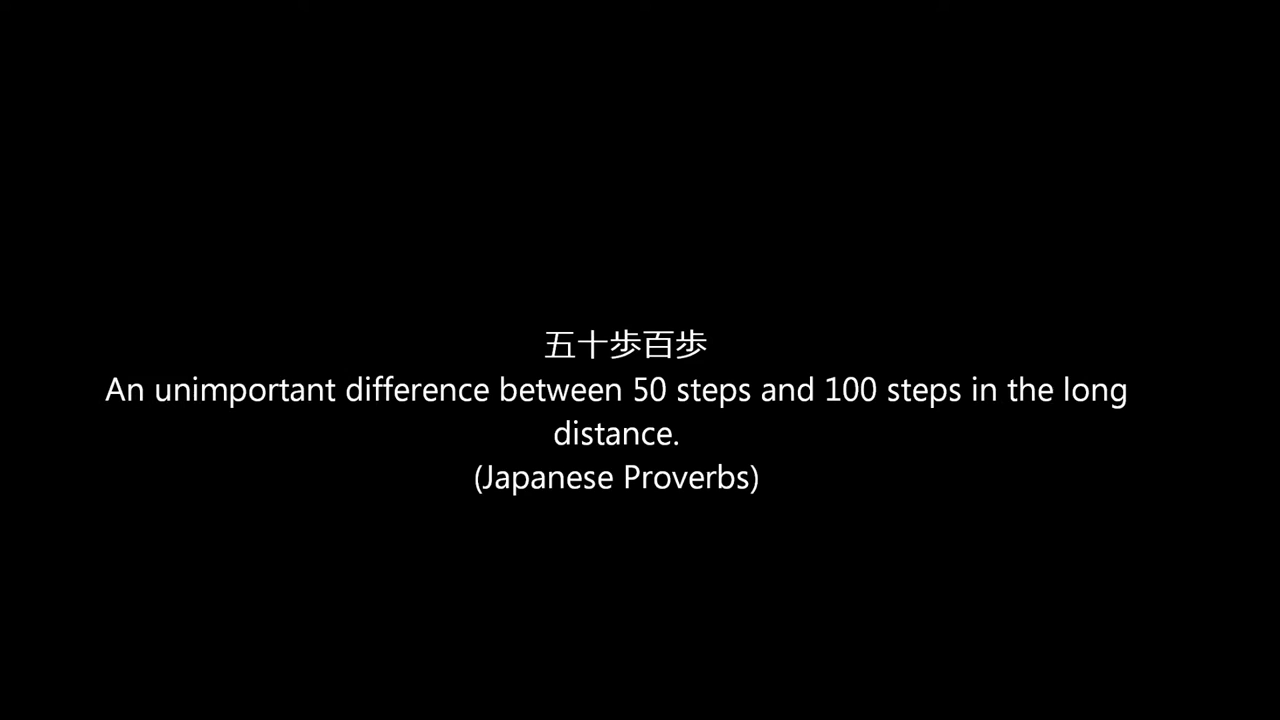 五十歩百歩
An unimportant difference between 50 steps and 100 steps in the long
distance.
(Japanese Proverbs)